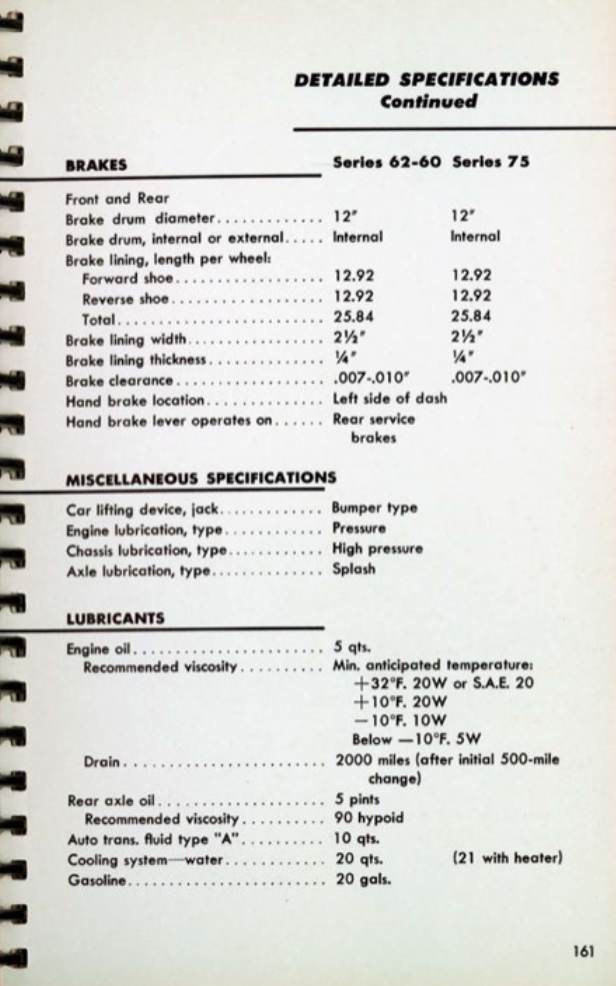 DETAILED SPECIFICATIONS
Continued
BRAKES Series 62-60 Series 75
Front and Rear
Brake drum diameter............. 12" 12"
Brake drum, internal or external..... Internal Internal
Brake lining, length per wheel:
Forward shoe.................. 12.92 12.92
Reverse shoe.................. 12.92 12.92
Total......................... 25.84 25.84
Brake lining width................ 2½" 2½"
Brake lining thickness.............. ¼" ¼"
Brake clearance.................. .007-.010" .007-.010"
Hand brake location.............. Left side of dash
Hand brake lever operates on...... Rear service
brakes
MISCELLANEOUS SPECIFICATIONS
Car lifting device, jack............. Bumper type
Engine lubrication, type............ Pressure
Chassis lubrication, type............ High pressure
Axle lubrication, type.............. Splash
LUBRICANTS
Engine oil....................... 5 qts.
Recommended viscosity.......... Min. anticipated temperature:
+32°F. 20W or S.A.E. 20
+10°F. 20W
−10°F. 10W
Below —10°F. 5W
Drain........................ 2000 miles (after initial 500-mile
change)
Rear axle oil.................... 5 pints
Recommended viscosity.......... 90 hypoid
Auto trans. fluid type "A".......... 10 qts.
Cooling system—water............ 20 qts. (21 with heater)
Gasoline........................ 20 gals.
161